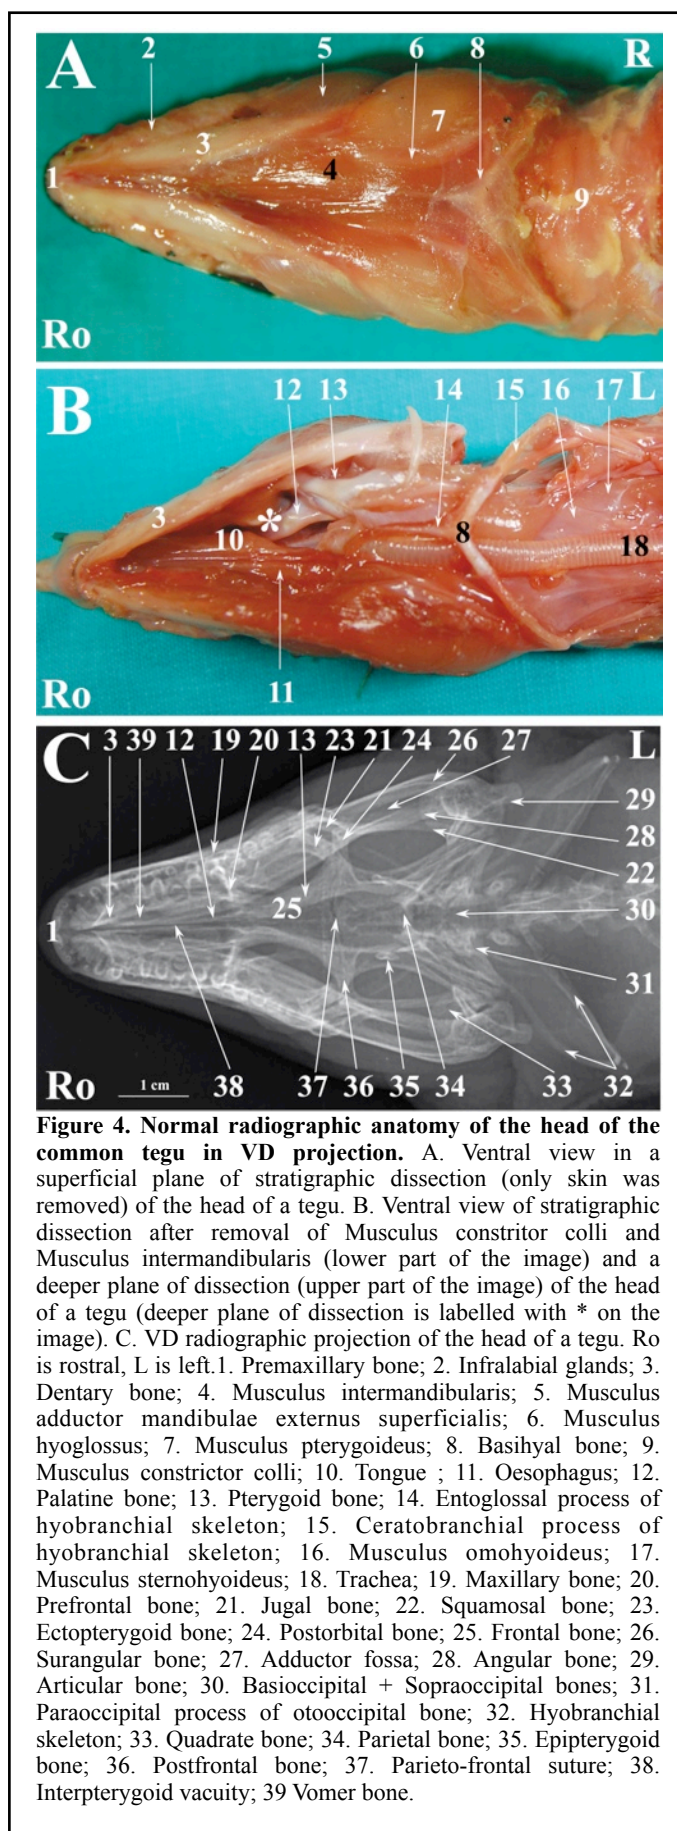 A
2
5
6
8
R
7
3
4
1
9
Ro
B
12
13
14
15
16
17
L
3
*
10
8
18
11
Ro
C
3 39 12 19 20 13 23 21 24 26 27
L
29
28
22
25
1
30
31
Ro
1 cm
38
37
36
35
34
33
32
Figure 4. Normal radiographic anatomy of the head of the
common tegu in VD projection. A. Ventral view in a
superficial plane of stratigraphic dissection (only skin was
removed) of the head of a tegu. B. Ventral view of stratigraphic
dissection after removal of Musculus constritor colli and
Musculus intermandibularis (lower part of the image) and a
deeper plane of dissection (upper part of the image) of the head
of a tegu (deeper plane of dissection is labelled with * on the
image). C. VD radiographic projection of the head of a tegu. Ro
is rostral, L is left.1. Premaxillary bone; 2. Infralabial glands; 3.
Dentary bone; 4. Musculus intermandibularis; 5. Musculus
adductor mandibulae externus superficialis; 6. Musculus
hyoglossus; 7. Musculus pterygoideus; 8. Basihyal bone; 9.
Musculus constrictor colli; 10. Tongue ; 11. Oesophagus; 12.
Palatine bone; 13. Pterygoid bone; 14. Entoglossal process of
hyobranchial skeleton; 15. Ceratobranchial process of
hyobranchial skeleton; 16. Musculus omohyoideus; 17.
Musculus sternohyoideus; 18. Trachea; 19. Maxillary bone; 20.
Prefrontal bone; 21. Jugal bone; 22. Squamosal bone; 23.
Ectopterygoid bone; 24. Postorbital bone; 25. Frontal bone; 26.
Surangular bone; 27. Adductor fossa; 28. Angular bone; 29.
Articular bone; 30. Basioccipital + Sopraoccipital bones; 31.
Paraoccipital process of otooccipital bone; 32. Hyobranchial
skeleton; 33. Quadrate bone; 34. Parietal bone; 35. Epipterygoid
bone; 36. Postfrontal bone; 37. Parieto-frontal suture; 38.
Interpterygoid vacuity; 39 Vomer bone.